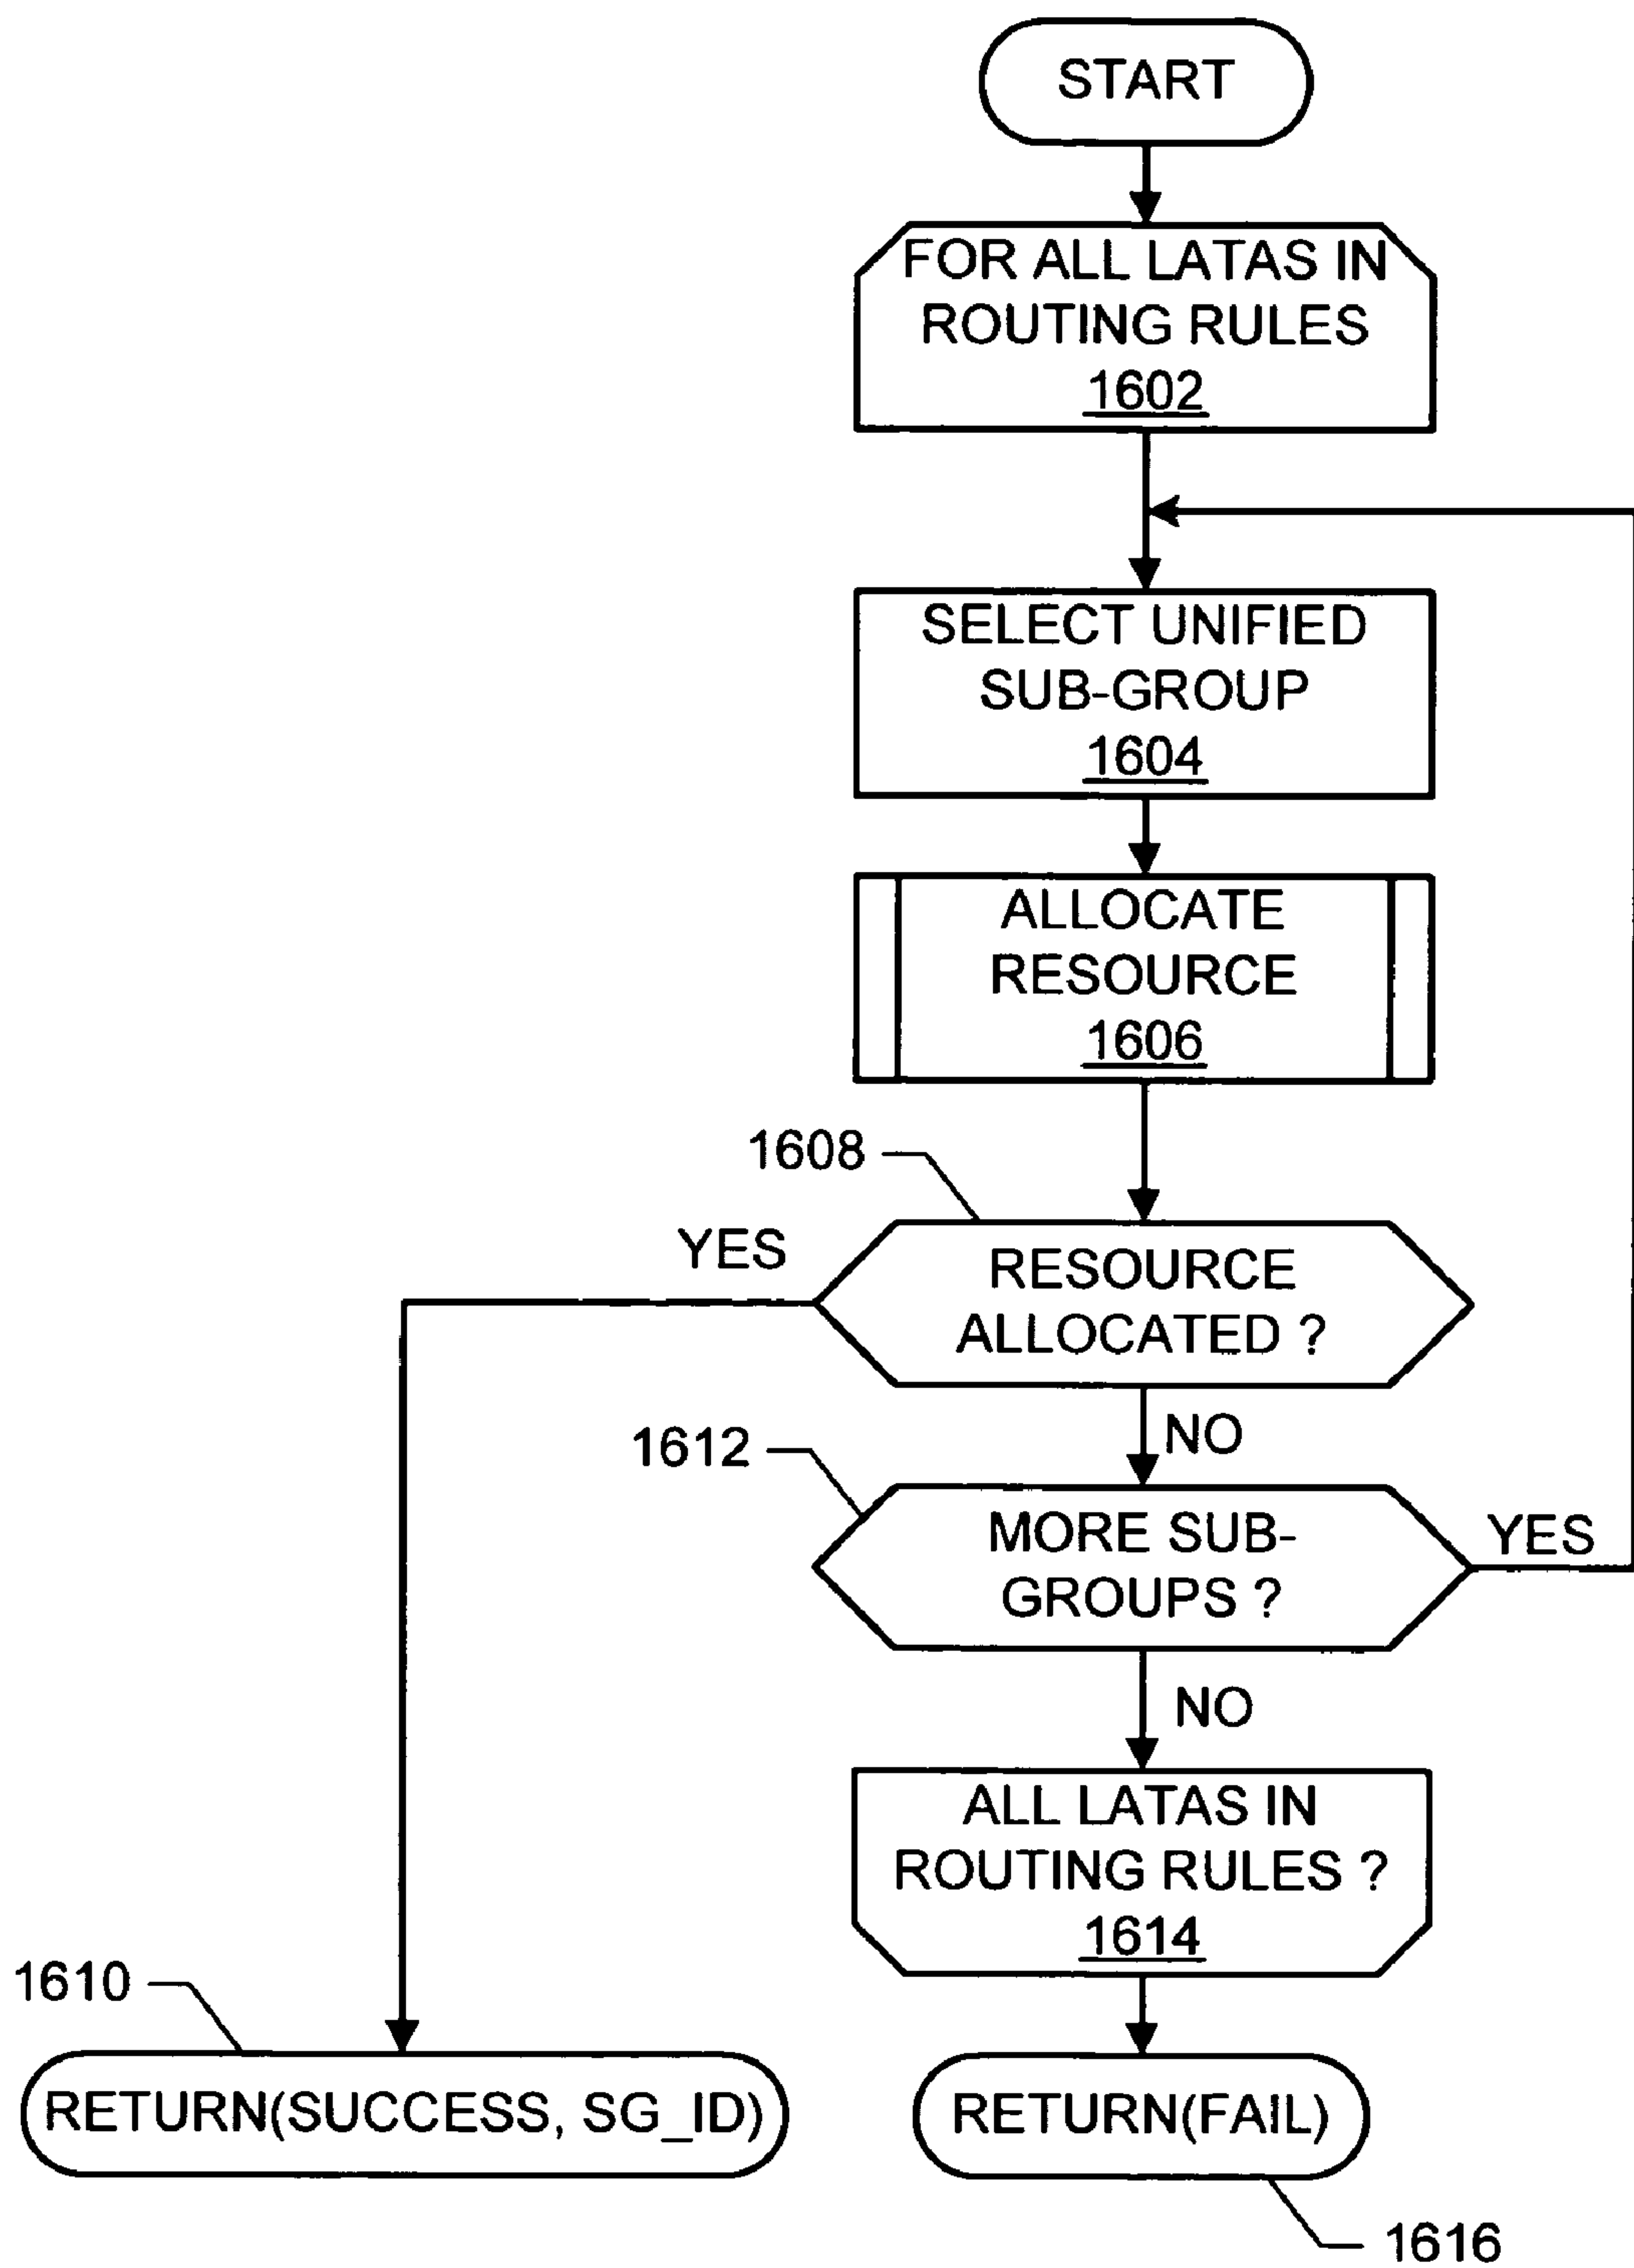 START
FOR ALL LATAS IN
ROUTING RULES
1602
SELECT UNIFIED
SUB-GROUP
1604
ALLOCATE
RESOURCE
1606
1608
YES
RESOURCE
ALLOCATED ?
NO
1612
MORE SUB-
GROUPS ?
YES
NO
ALL LATAS IN
ROUTING RULES ?
1614
1610
RETURN(SUCCESS, SG_ID)
RETURN(FAIL)
1616